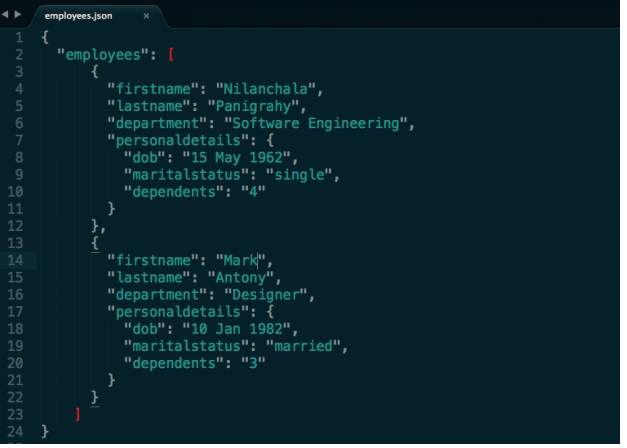 employees.json ×
1 {
2 "employees": [
3 {
4 "firstname": "Nilanchala",
5 "lastname": "Panigrahy",
6 "department": "Software Engineering",
7 "personaldetails": {
8 "dob": "15 May 1962",
9 "maritalstatus": "single",
10 "dependents": "4"
11 }
12 },
13 {
14 "firstname": "Mark",
15 "lastname": "Antony",
16 "department": "Designer",
17 "personaldetails": {
18 "dob": "10 Jan 1982",
19 "maritalstatus": "married",
20 "dependents": "3"
21 }
22 }
23 ]
24 }